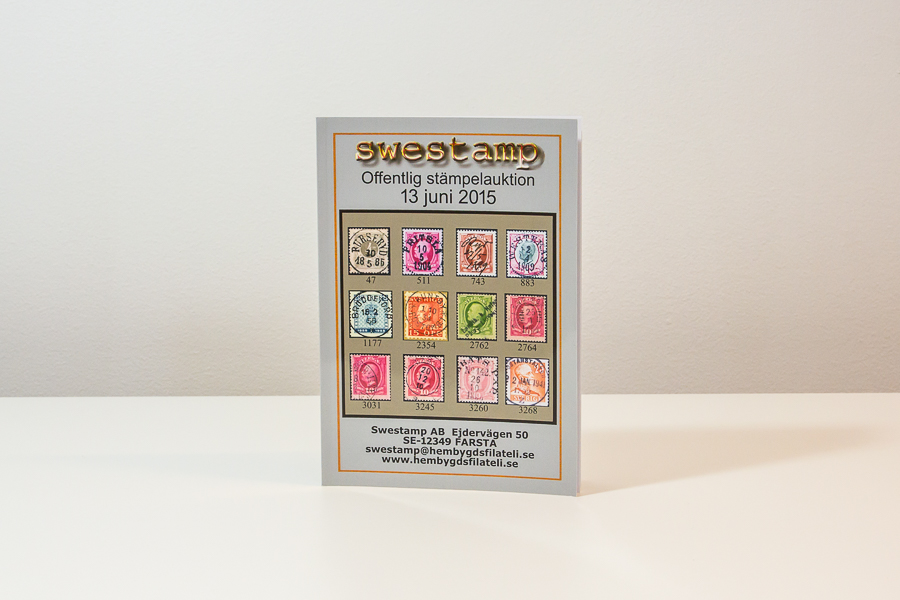 swestamp
Offentlig stämpelauktion
13 juni 2015
47 511 743 883
1177 2354 2762 2764
3031 3245 3260 3268
Swestamp AB Ejdervägen 50
SE-12349 FARSTA
swestamp@hembygdsfilateli.se
www.hembygdsfilateli.se